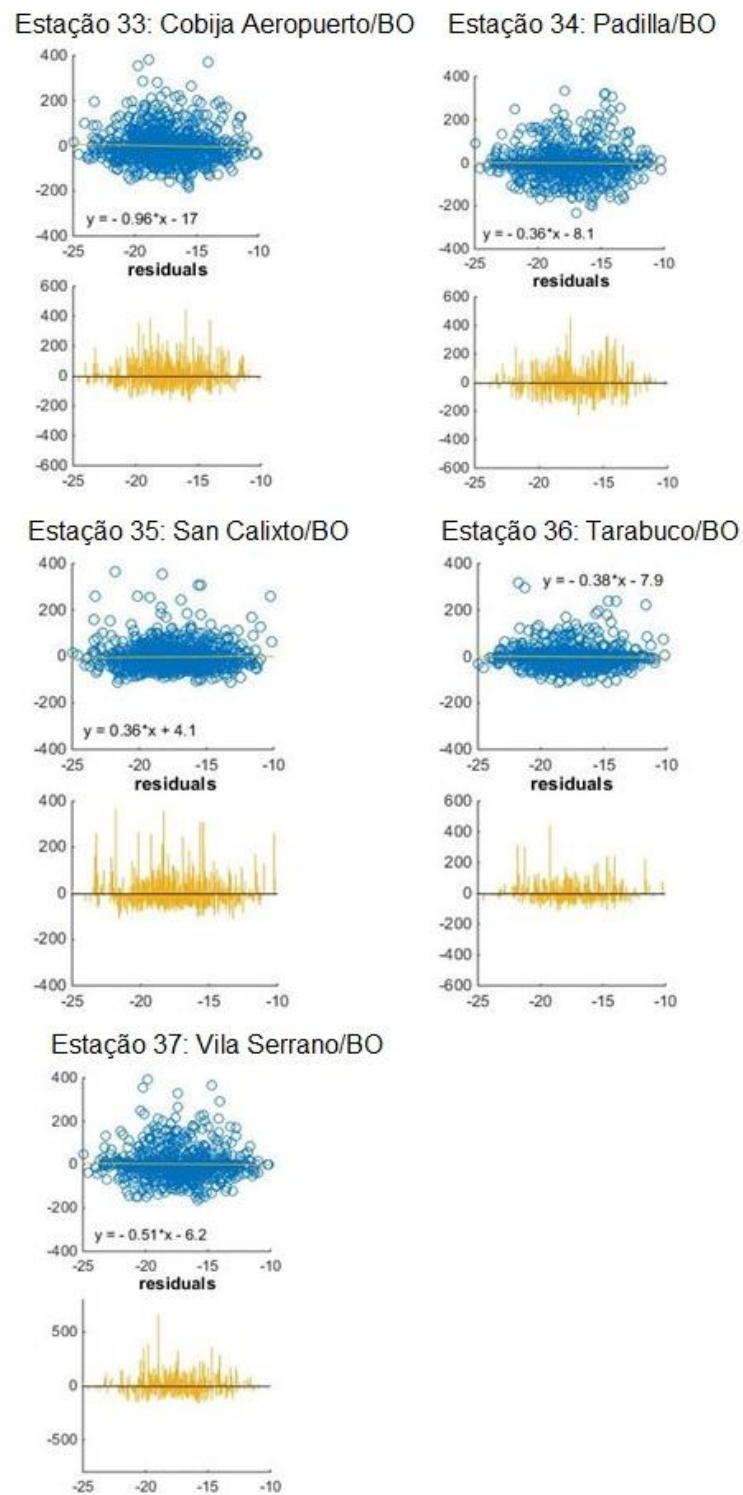 Estação 33: Cobija Aeropuerto/BO
400
200
0
-200
-400
y = - 0.96*x - 17
-25 -20 -15 -10
residuals
600
400
200
0
-200
-400
-600
-25 -20 -15 -10
Estação 34: Padilla/BO
400
200
0
-200
-400
y = - 0.36*x - 8.1
-25 -20 -15 -10
residuals
600
400
200
0
-200
-400
-600
-25 -20 -15 -10
Estação 35: San Calixto/BO
400
200
0
-200
-400
y = 0.36*x + 4.1
-25 -20 -15 -10
residuals
400
200
0
-200
-400
-25 -20 -15 -10
Estação 36: Tarabuco/BO
400
y = - 0.38*x - 7.9
200
0
-200
-400
-25 -20 -15 -10
residuals
600
400
200
0
-200
-400
-600
-25 -20 -15 -10
Estação 37: Vila Serrano/BO
400
200
0
-200
-400
y = - 0.51*x - 6.2
-25 -20 -15 -10
residuals
500
0
-500
-25 -20 -15 -10